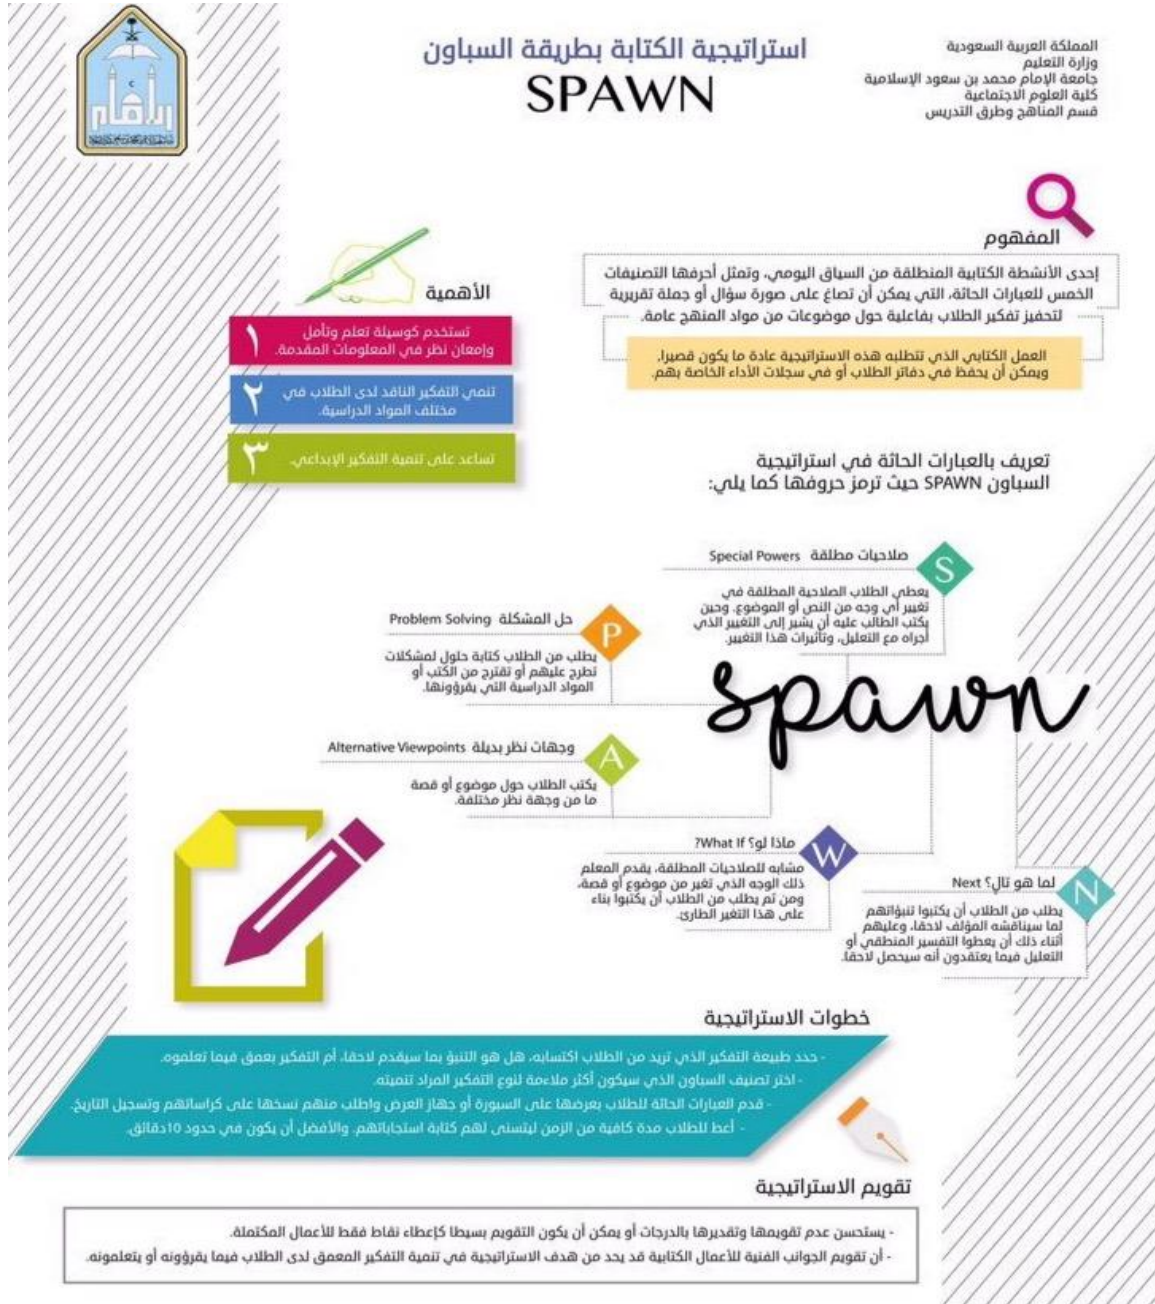 المملكة العربية السعودية
وزارة التعليم
جامعة الإمام محمد بن سعود الإسلامية
كلية العلوم الاجتماعية
قسم المناهج وطرق التدريس
استراتيجية الكتابة بطريقة السباون
SPAWN
المفهوم
إحدى الأنشطة الكتابية المنطلقة من السياق اليومي، وتمثل أحرفها التصنيفات
الخمس للعبارات الحاثة، التي يمكن أن تصاغ على صورة سؤال أو جملة تقريرية
لتحفيز تفكير الطلاب بفاعلية حول موضوعات من مواد المنهج عامة.
العمل الكتابي الذي تتطلبه هذه الاستراتيجية عادة ما يكون قصيرا،
ويمكن أن يحفظ في دفاتر الطلاب أو في سجلات الأداء الخاصة بهم.
الأهمية
١
تستخدم كوسيلة تعلم وتأمل
وإمعان نظر في المعلومات المقدمة.
٢
تنمي التفكير الناقد لدى الطلاب في
مختلف المواد الدراسية.
٣
تساعد على تنمية التفكير الإبداعي.
تعريف بالعبارات الحاثة في استراتيجية
السباون SPAWN حيث ترمز حروفها كما يلي:
S
صلاحيات مطلقة Special Powers
يعطي الطلاب الصلاحية المطلقة في
تغيير أي وجه من النص أو الموضوع. وحين
يكتب الطالب عليه أن يشير إلى التغيير الذي
أجراه مع التعليل، وتأثيرات هذا التغيير.
P
حل المشكلة Problem Solving
يطلب من الطلاب كتابة حلول لمشكلات
تطرح عليهم أو تقترح من الكتب أو
المواد الدراسية التي يقرؤونها.
spawn
A
وجهات نظر بديلة Alternative Viewpoints
يكتب الطلاب حول موضوع أو قصة
ما من وجهة نظر مختلفة.
W
ماذا لو؟ What If?
مشابه للصلاحيات المطلقة، يقدم المعلم
ذلك الوجه الذي تغير من موضوع أو قصة،
ومن ثم يطلب من الطلاب أن يكتبوا بناء
على هذا التغير الطارئ.
N
لما هو تالٍ؟ Next
يطلب من الطلاب أن يكتبوا تنبؤاتهم
لما سيناقشه المؤلف لاحقا، وعليهم
أثناء ذلك أن يعطوا التفسير المنطقي أو
التعليل فيما يعتقدون أنه سيحصل لاحقا.
خطوات الاستراتيجية
- حدد طبيعة التفكير الذي تريد من الطلاب اكتسابه، هل هو التنبؤ بما سيقدم لاحقا، أم التفكير بعمق فيما تعلموه.
- اختر تصنيف السباون الذي سيكون أكثر ملاءمة لنوع التفكير المراد تنميته.
- قدم العبارات الحاثة للطلاب بعرضها على السبورة أو جهاز العرض واطلب منهم نسخها على كراساتهم وتسجيل التاريخ.
- أعط للطلاب مدة كافية من الزمن ليتسنى لهم كتابة استجاباتهم. والأفضل أن يكون في حدود 10دقائق.
تقويم الاستراتيجية
- يستحسن عدم تقويمها وتقديرها بالدرجات أو يمكن أن يكون التقويم بسيطا كإعطاء نقاط فقط للأعمال المكتملة.
- أن تقويم الجوانب الفنية للأعمال الكتابية قد يحد من هدف الاستراتيجية في تنمية التفكير المعمق لدى الطلاب فيما يقرؤونه أو يتعلمونه.